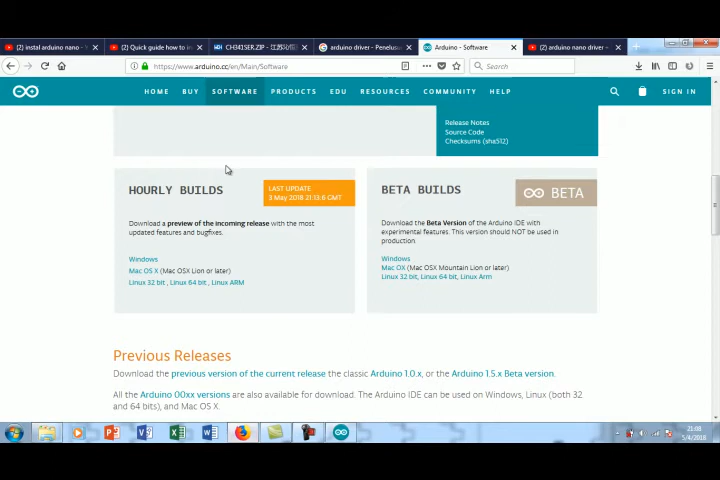 (2) instal arduino nano -
(2) Quick guide how to in
CH341SER.ZIP -
arduino driver - Penelusu
Arduino - Software
(2) arduino nano driver -
https://www.arduino.cc/en/Main/Software
Search
HOME BUY SOFTWARE PRODUCTS EDU RESOURCES COMMUNITY HELP SIGN IN
Release Notes
Source Code
Checksums (sha512)
HOURLY BUILDS
LAST UPDATE
3 May 2018 21:13:6 GMT
Download a preview of the incoming release with the most
updated features and bugfixes.
Windows
Mac OS X (Mac OSX Lion or later)
Linux 32 bit , Linux 64 bit , Linux ARM
BETA BUILDS
BETA
Download the Beta Version of the Arduino IDE with
experimental features. This version should NOT be used in
production.
Windows
Mac OX (Mac OSX Mountain Lion or later)
Linux 32 bit, Linux 64 bit, Linux Arm
Previous Releases
Download the previous version of the current release the classic Arduino 1.0.x, or the Arduino 1.5.x Beta version.
All the Arduino 00xx versions are also available for download. The Arduino IDE can be used on Windows, Linux (both 32
and 64 bits), and Mac OS X.
21:08
5/4/2018